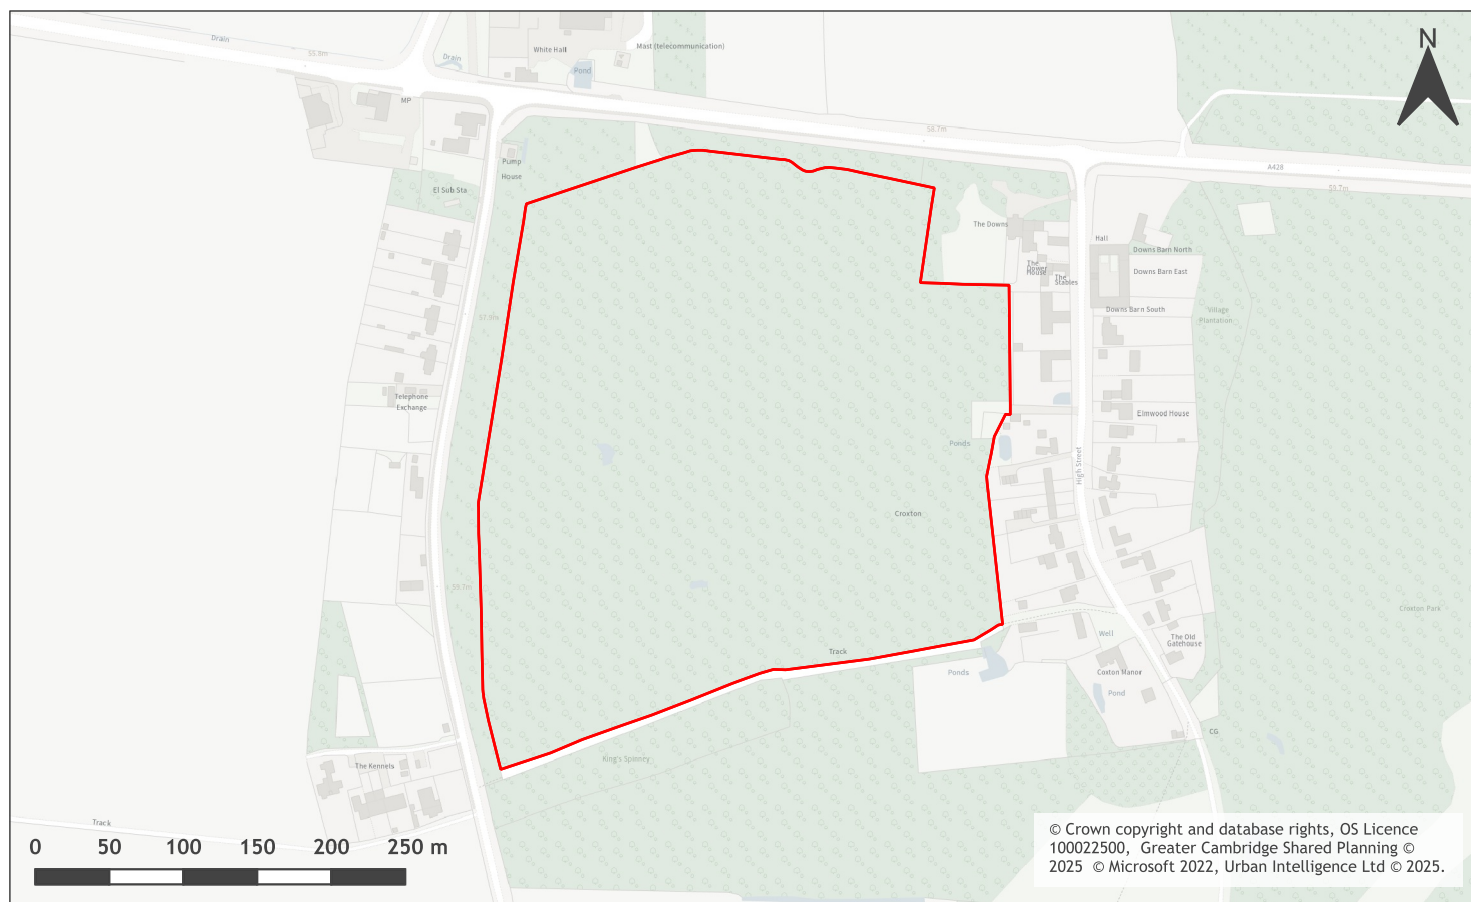 Drain
55.8m
White Hall
Mast (telecommunication)
N
Drain
Pond
MP
58.7m
Pump
House
A428
El Sub Sta
59.7m
The Downs
Hall
Downs Barn North
The
Dower
House
Downs Barn East
The
Stables
Downs Barn South
57.9m
Village
Plantation
Telephone
Exchange
Elmwood House
Ponds
High Street
Croxton
59.7m
Croxton Park
Well
The Old
Gatehouse
Track
Ponds
Coxton Manor
Pond
CG
King's Spinney
The Kennels
Track
0 50 100 150 200 250 m
© Crown copyright and database rights, OS Licence
100022500, Greater Cambridge Shared Planning ©
2025 © Microsoft 2022, Urban Intelligence Ltd © 2025.